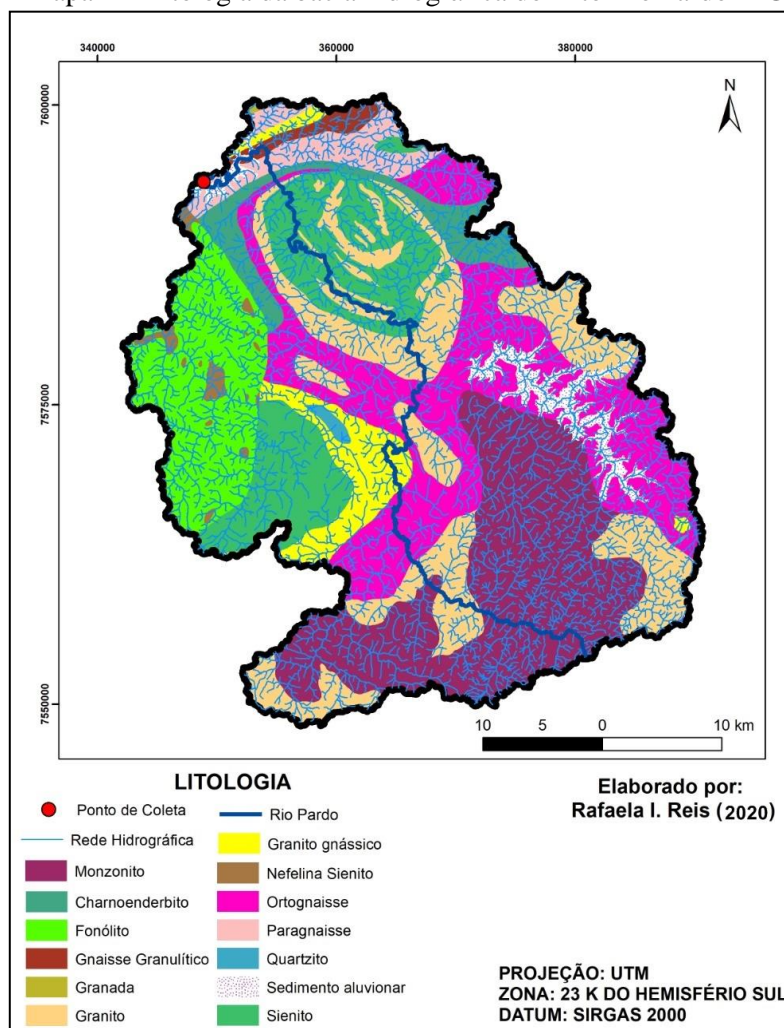 340000 360000 380000
7600000
N
7575000
7550000
10 5 0 10 km
LITOLOGIA
Ponto de Coleta
Rede Hidrográfica
Monzonito
Charnoenderbito
Fonólito
Gnaisse Granulítico
Granada
Granito
Rio Pardo
Granito gnássico
Nefelina Sienito
Ortognaisse
Paragnaisse
Quartzito
Sedimento aluvionar
Sienito
Elaborado por:
Rafaela I. Reis (2020)
PROJEÇÃO: UTM
ZONA: 23 K DO HEMISFÉRIO SUL
DATUM: SIRGAS 2000